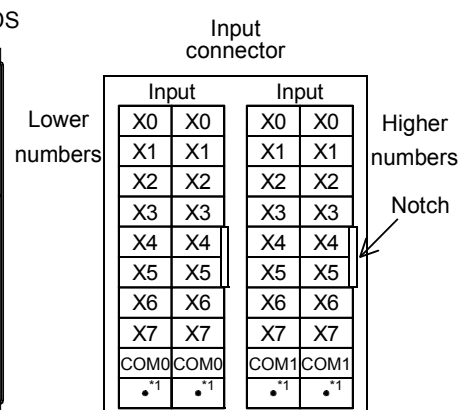 OS
Input
connector
Input Input
Lower
numbers
Higher
numbers
Notch
X0 X0 X0 X0
X1 X1 X1 X1
X2 X2 X2 X2
X3 X3 X3 X3
X4 X4 X4 X4
X5 X5 X5 X5
X6 X6 X6 X6
X7 X7 X7 X7
COM0 COM0 COM1 COM1
•*1 •*1 •*1 •*1